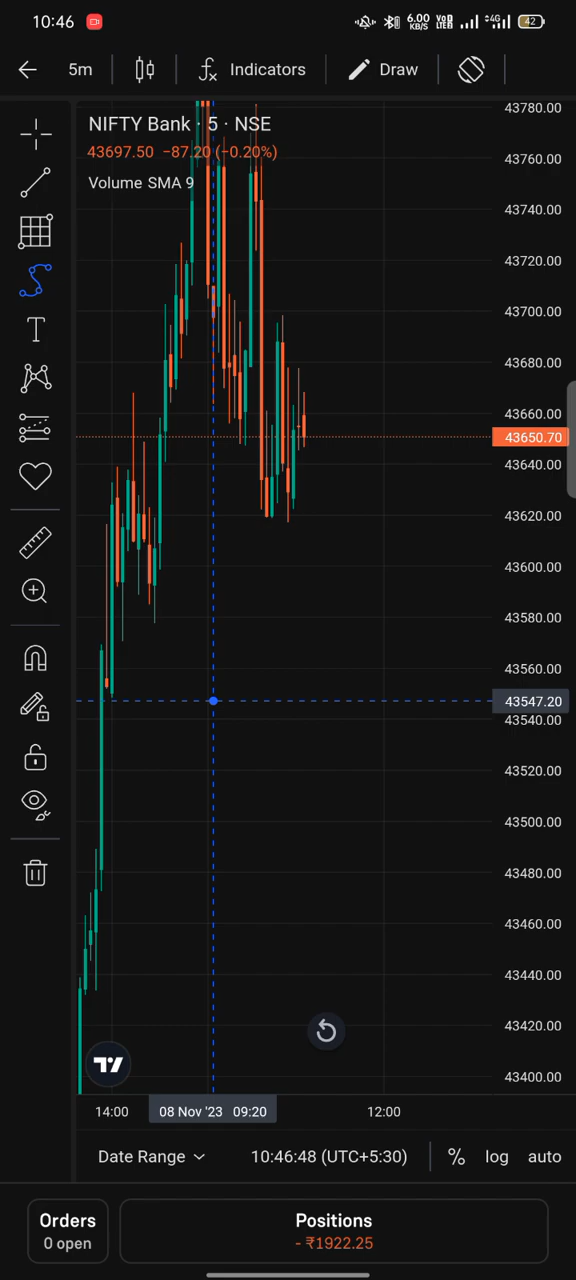 10:46
6.00 KB/S
VoD LTE
4G
42
5m
Indicators
Draw
NIFTY Bank · 5 · NSE
43697.50 −87.20 (−0.20%)
Volume SMA 9
43780.00
43760.00
43740.00
43720.00
43700.00
43680.00
43660.00
43650.70
43640.00
43620.00
43600.00
43580.00
43560.00
43547.20
43540.00
43520.00
43500.00
43480.00
43460.00
43440.00
43420.00
43400.00
14:00
08 Nov '23 09:20
12:00
Date Range
10:46:48 (UTC+5:30)
%
log
auto
Orders
0 open
Positions
- ₹1922.25